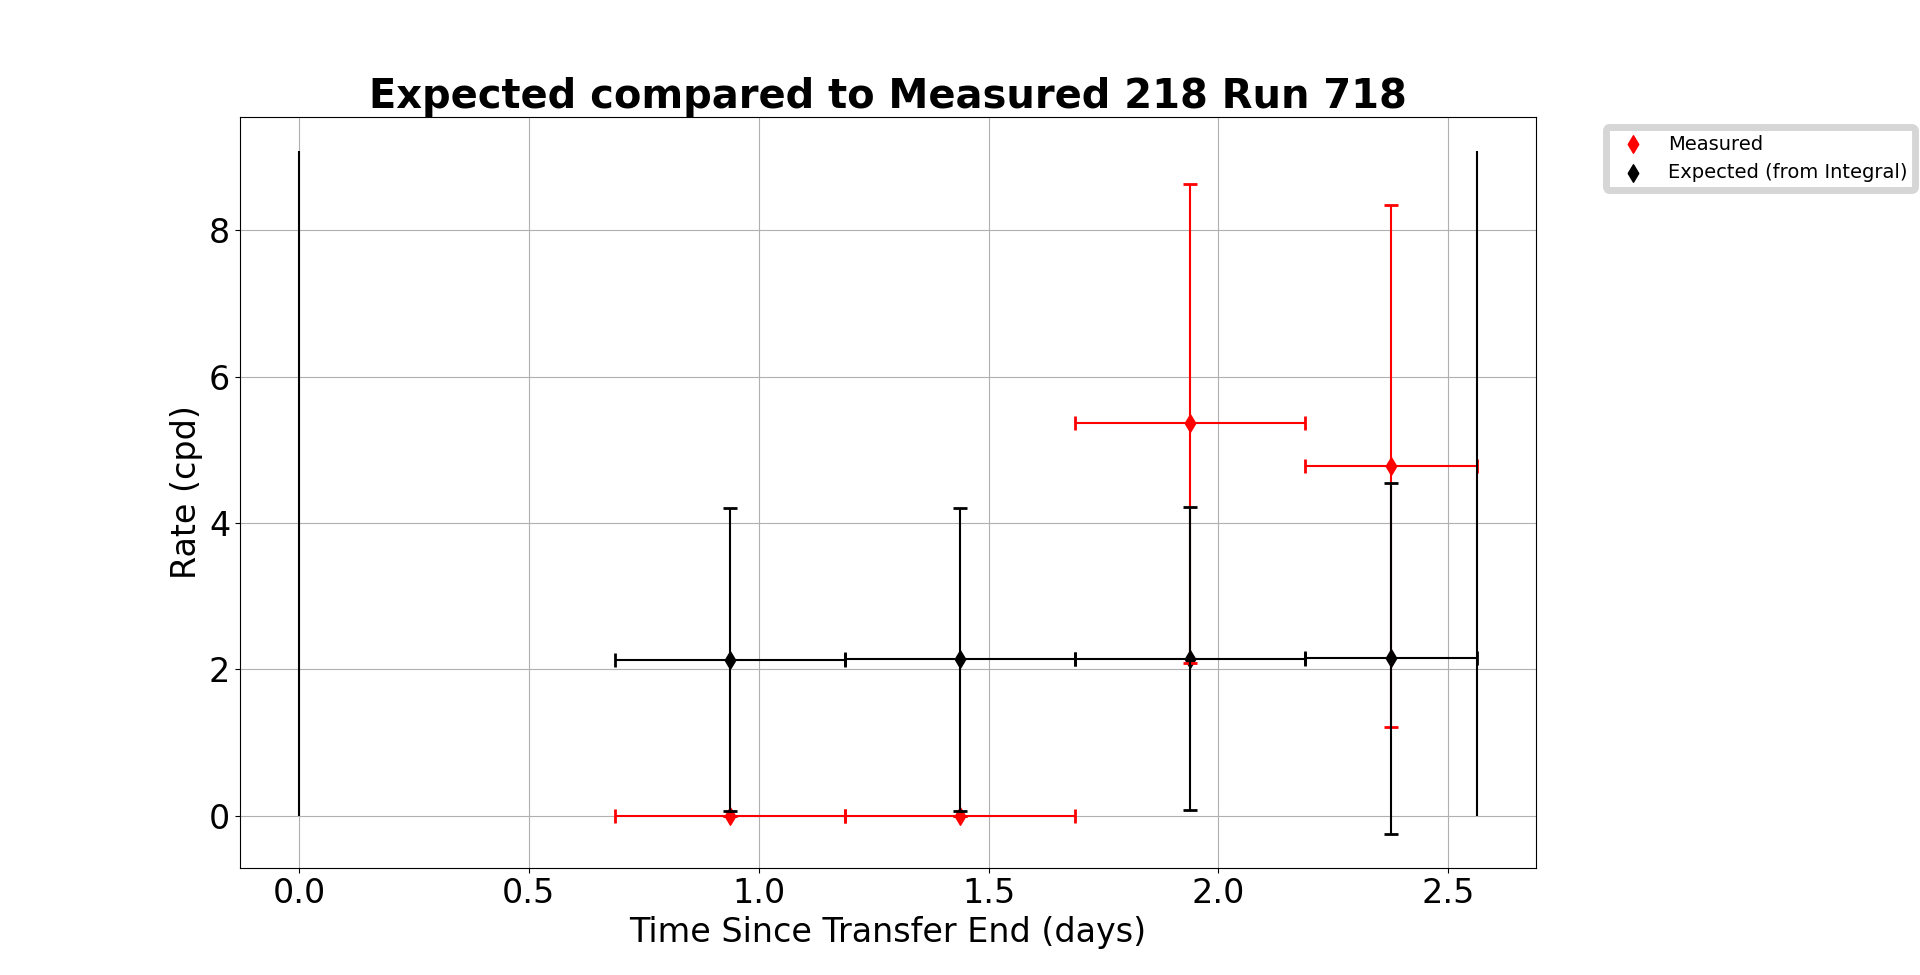 Expected compared to Measured 218 Run 718
Measured
Expected (from Integral)
8
6
4
2
0
Rate (cpd)
0.0 0.5 1.0 1.5 2.0 2.5
Time Since Transfer End (days)